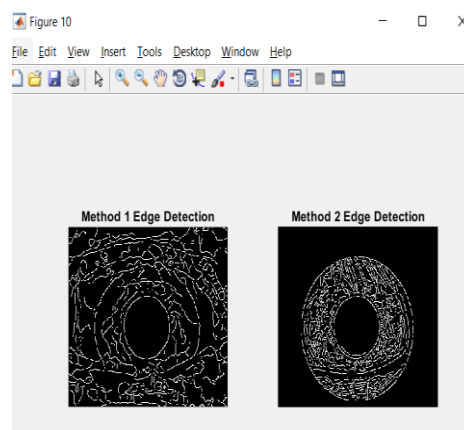 Figure 10
File Edit View Insert Tools Desktop Window Help
Method 1 Edge Detection
Method 2 Edge Detection